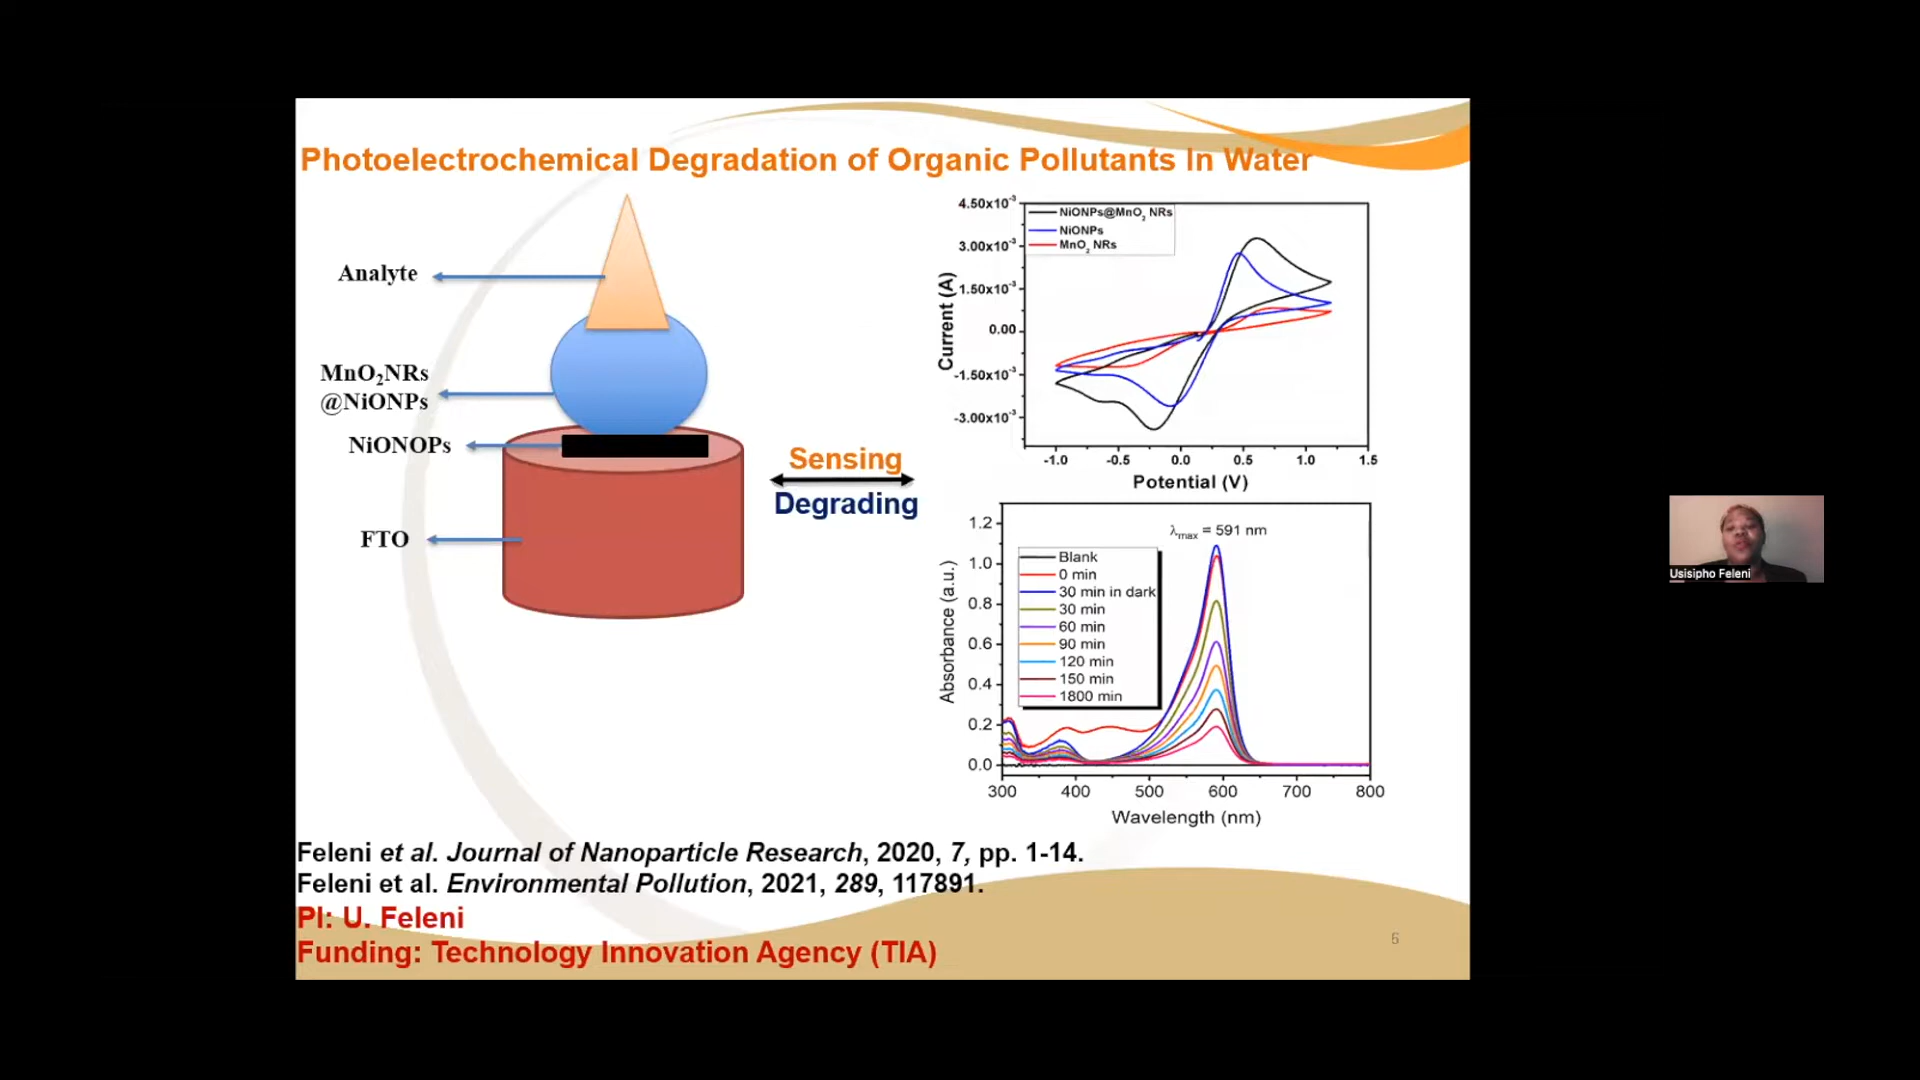 Photoelectrochemical Degradation of Organic Pollutants In Water
Analyte
MnO2NRs
@NiONPs
NiONOPs
FTO
Sensing
Degrading
4.50x10-3
3.00x10-3
1.50x10-3
0.00
-1.50x10-3
-3.00x10-3
Current (A)
NiONPs@MnO2 NRs
NiONPs
MnO2 NRs
-1.0 -0.5 0.0 0.5 1.0 1.5
Potential (V)
1.2
1.0
0.8
0.6
0.4
0.2
0.0
Absorbance (a.u.)
λmax = 591 nm
Blank
0 min
30 min in dark
30 min
60 min
90 min
120 min
150 min
1800 min
300 400 500 600 700 800
Wavelength (nm)
Usisipho Feleni
Feleni et al. Journal of Nanoparticle Research, 2020, 7, pp. 1-14.
Feleni et al. Environmental Pollution, 2021, 289, 117891.
PI: U. Feleni
Funding: Technology Innovation Agency (TIA)